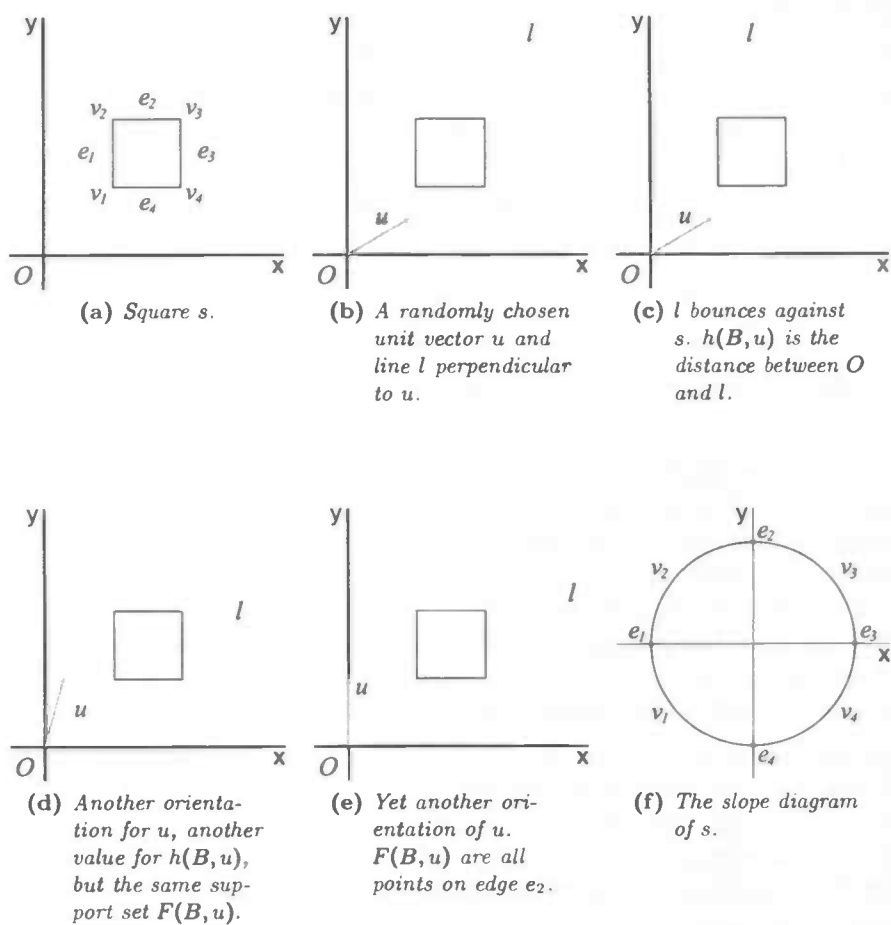 y
v2 e2 v3
e1 e3
v1 e4 v4
O x
(a) Square s.
y
l
u
O x
(b) A randomly chosen
unit vector u and
line l perpendicular
to u.
y
l
u
O x
(c) l bounces against
s. h(B, u) is the
distance between O
and l.
y
l
u
O x
(d) Another orienta-
tion for u, another
value for h(B, u),
but the same sup-
port set F(B, u).
y
l
u
O x
(e) Yet another ori-
entation of u.
F(B, u) are all
points on edge e2.
y
e2
v2 v3
e1 e3
x
v1 v4
e4
(f) The slope diagram
of s.